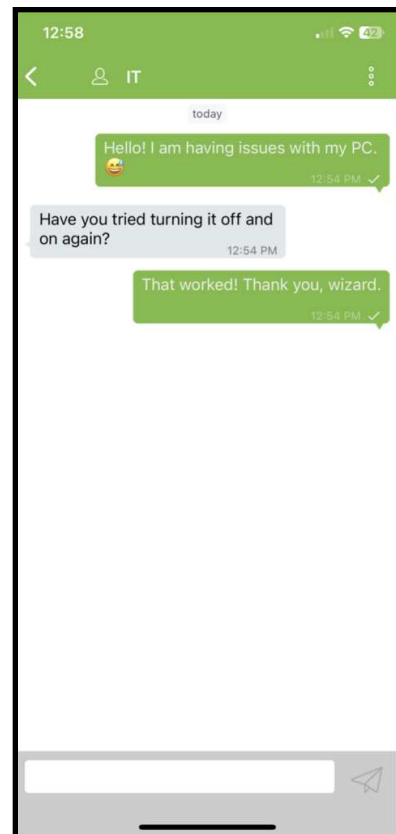 12:58
42
IT
today
Hello! I am having issues with my PC.
😅
12:54 PM
Have you tried turning it off and
on again?
12:54 PM
That worked! Thank you, wizard.
12:54 PM